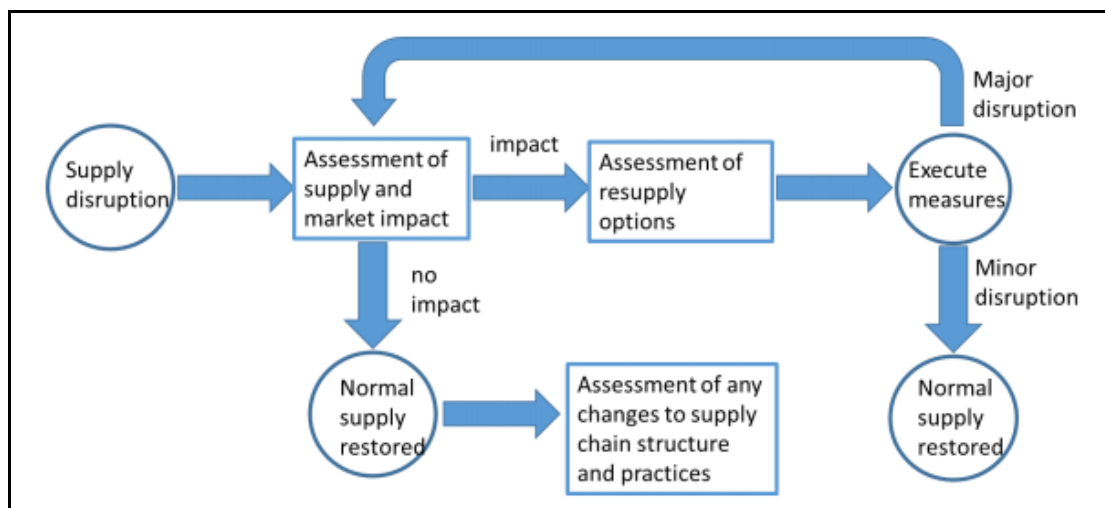 Major
disruption
Supply
disruption
Assessment of
supply and
market impact
impact
Assessment of
resupply
options
Execute
measures
no
impact
Minor
disruption
Normal
supply
restored
Assessment of any
changes to supply
chain structure
and practices
Normal
supply
restored